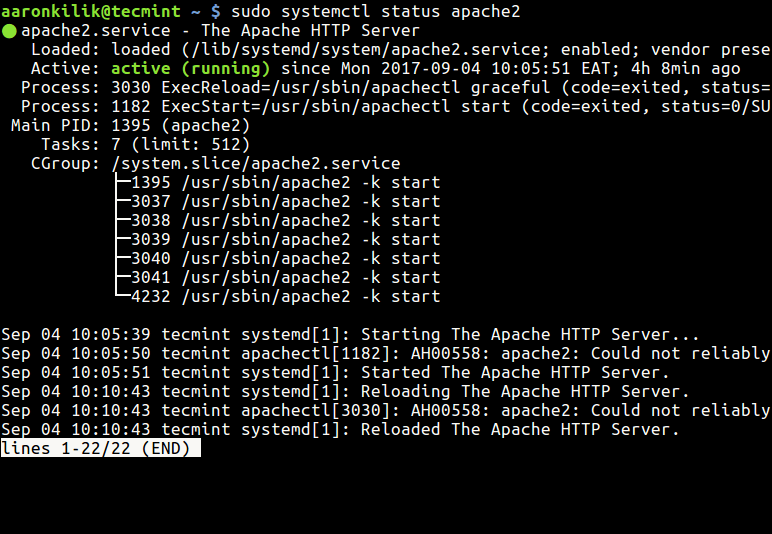 aaronkilik@tecmint ~ $ sudo systemctl status apache2
● apache2.service - The Apache HTTP Server
   Loaded: loaded (/lib/systemd/system/apache2.service; enabled; vendor prese
   Active: active (running) since Mon 2017-09-04 10:05:51 EAT; 4h 8min ago
  Process: 3030 ExecReload=/usr/sbin/apachectl graceful (code=exited, status=
  Process: 1182 ExecStart=/usr/sbin/apachectl start (code=exited, status=0/SU
 Main PID: 1395 (apache2)
    Tasks: 7 (limit: 512)
   CGroup: /system.slice/apache2.service
           ├─1395 /usr/sbin/apache2 -k start
           ├─3037 /usr/sbin/apache2 -k start
           ├─3038 /usr/sbin/apache2 -k start
           ├─3039 /usr/sbin/apache2 -k start
           ├─3040 /usr/sbin/apache2 -k start
           ├─3041 /usr/sbin/apache2 -k start
           └─4232 /usr/sbin/apache2 -k start
Sep 04 10:05:39 tecmint systemd[1]: Starting The Apache HTTP Server...
Sep 04 10:05:50 tecmint apachectl[1182]: AH00558: apache2: Could not reliably
Sep 04 10:05:51 tecmint systemd[1]: Started The Apache HTTP Server.
Sep 04 10:10:43 tecmint systemd[1]: Reloading The Apache HTTP Server.
Sep 04 10:10:43 tecmint apachectl[3030]: AH00558: apache2: Could not reliably
Sep 04 10:10:43 tecmint systemd[1]: Reloaded The Apache HTTP Server.
lines 1-22/22 (END)